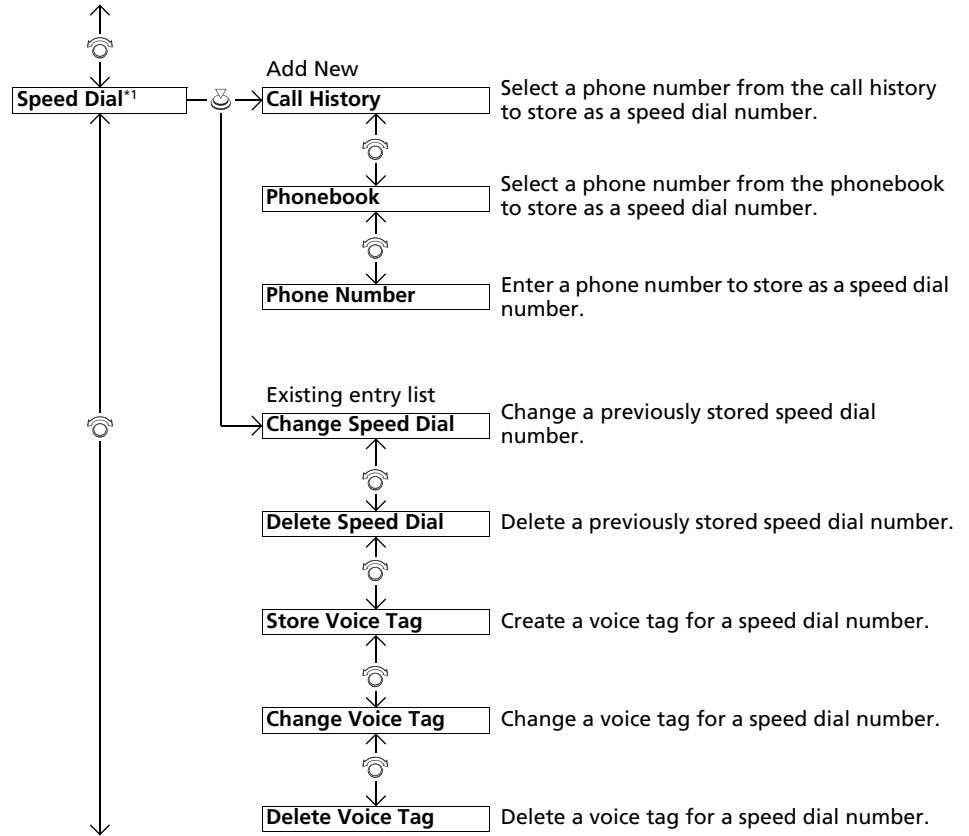 Add New
Speed Dial*1
Call History
Select a phone number from the call history
to store as a speed dial number.
Phonebook
Select a phone number from the phonebook
to store as a speed dial number.
Phone Number
Enter a phone number to store as a speed dial
number.
Existing entry list
Change Speed Dial
Change a previously stored speed dial
number.
Delete Speed Dial
Delete a previously stored speed dial number.
Store Voice Tag
Create a voice tag for a speed dial number.
Change Voice Tag
Change a voice tag for a speed dial number.
Delete Voice Tag
Delete a voice tag for a speed dial number.